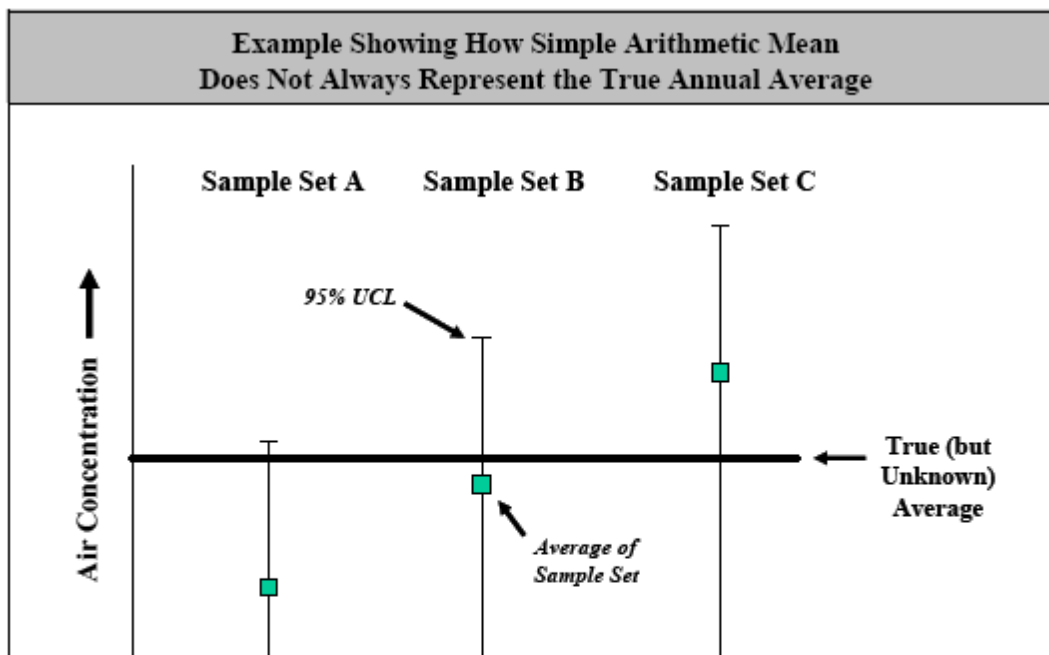 Example Showing How Simple Arithmetic Mean
Does Not Always Represent the True Annual Average
Sample Set A
Sample Set B
Sample Set C
95% UCL
Air Concentration
True (but
Unknown)
Average
Average of
Sample Set